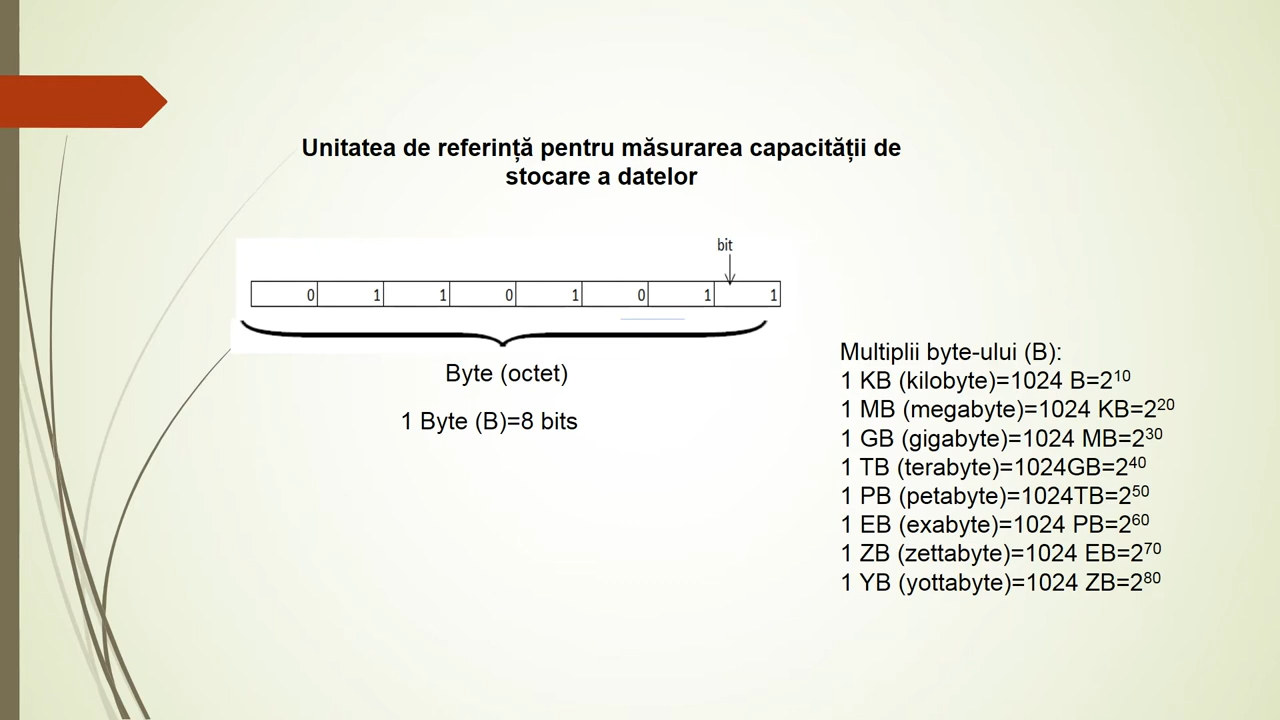 Unitatea de referință pentru măsurarea capacității de
stocare a datelor
bit
0 1 1 0 1 0 1 1
Byte (octet)
1 Byte (B)=8 bits
Multiplii byte-ului (B):
1 KB (kilobyte)=1024 B=2¹⁰
1 MB (megabyte)=1024 KB=2²⁰
1 GB (gigabyte)=1024 MB=2³⁰
1 TB (terabyte)=1024GB=2⁴⁰
1 PB (petabyte)=1024TB=2⁵⁰
1 EB (exabyte)=1024 PB=2⁶⁰
1 ZB (zettabyte)=1024 EB=2⁷⁰
1 YB (yottabyte)=1024 ZB=2⁸⁰